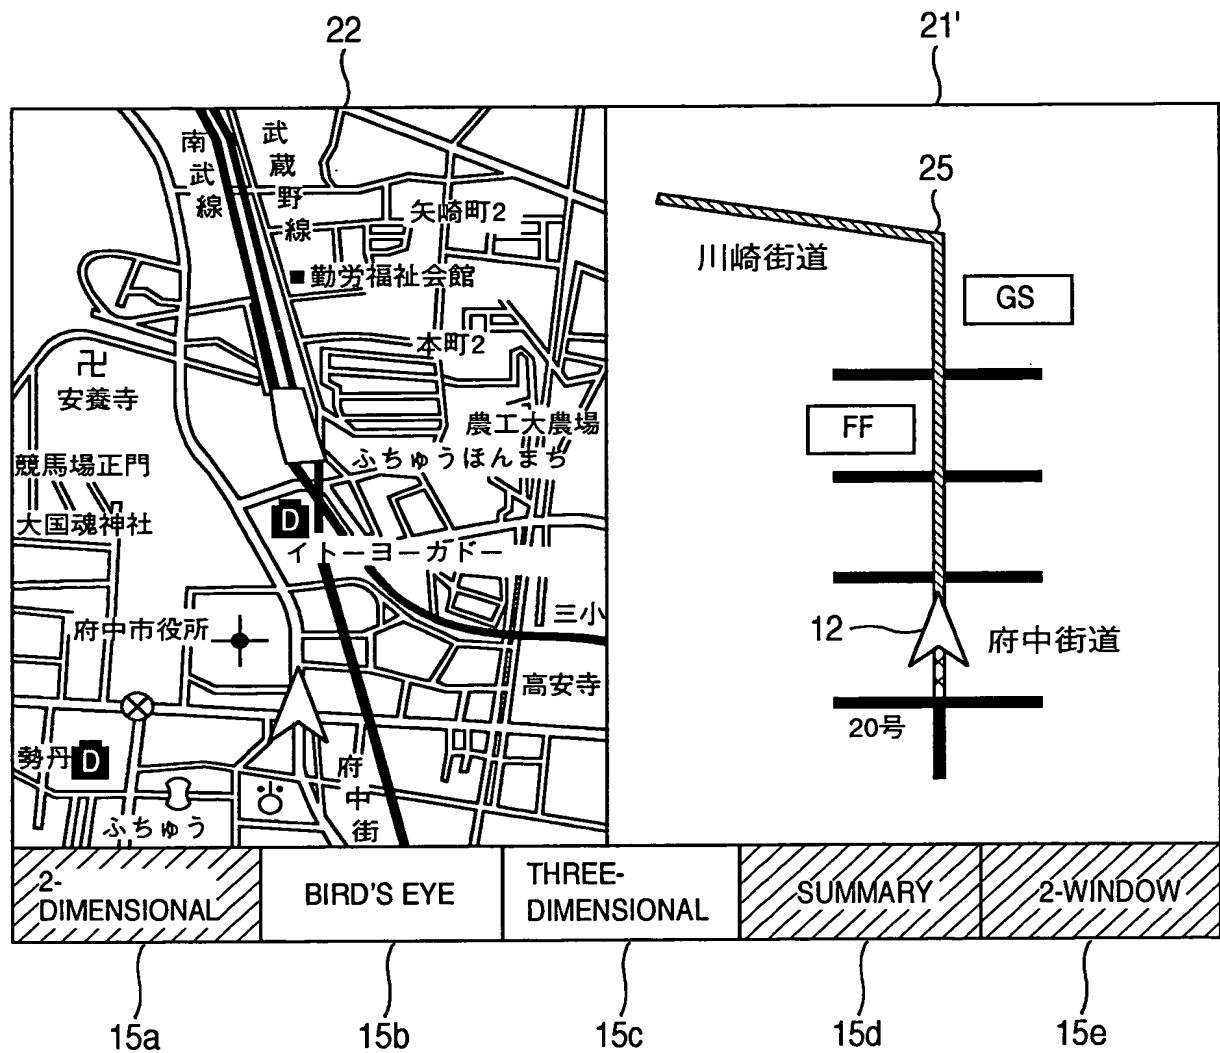 22
21'
南武線
武蔵野線
矢崎町2
勤労福祉会館
本町2
安養寺
農工大農場
競馬場正門
ふちゅうほんまち
大国魂神社
D
イトーヨーガドー
三小
府中市役所
高安寺
勢丹
D
府中街
ふちゅう
25
川崎街道
GS
FF
12
府中街道
20号
2-
DIMENSIONAL
BIRD'S EYE
THREE-
DIMENSIONAL
SUMMARY
2-WINDOW
15a
15b
15c
15d
15e